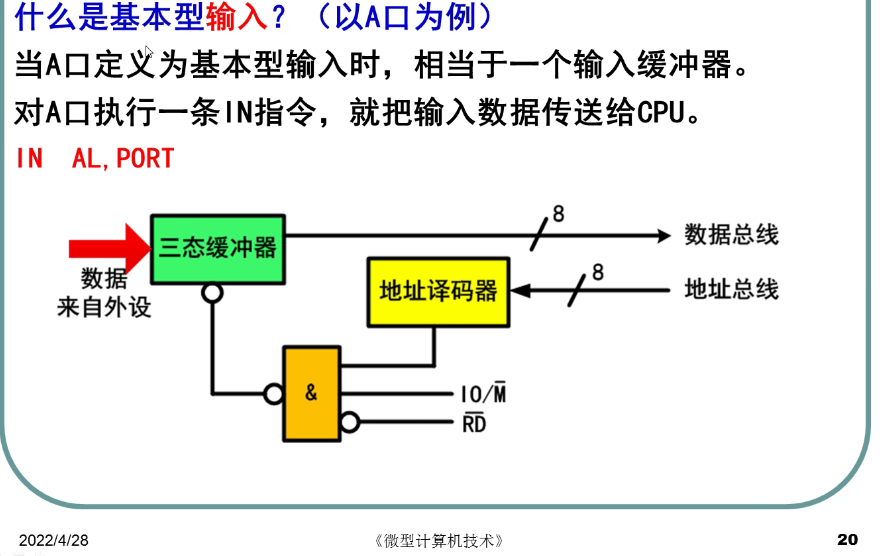 什么是基本型输入？（以A口为例）
当A口定义为基本型输入时，相当于一个输入缓冲器。
对A口执行一条IN指令，就把输入数据传送给CPU。
IN AL,PORT
三态缓冲器
8
数据总线
数据
来自外设
地址译码器
8
地址总线
&
IO/M̅
R̅D̅
2022/4/28
《微型计算机技术》
20